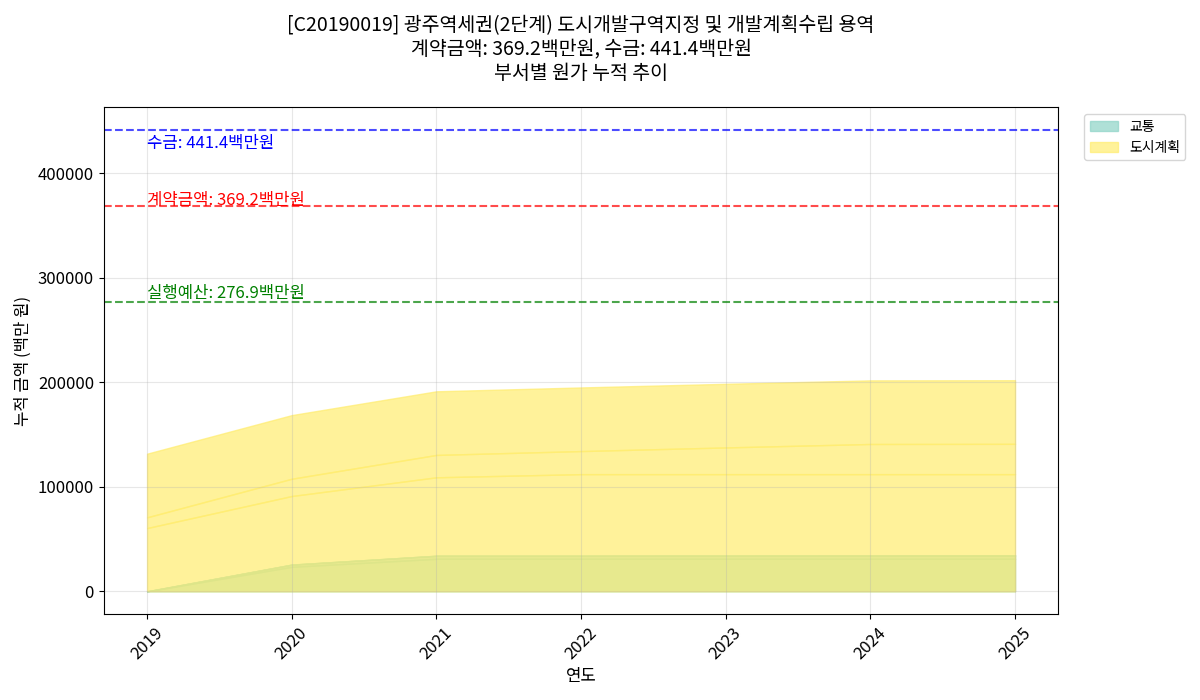 [C20190019] 광주역세권(2단계) 도시개발구역지정 및 개발계획수립 용역
계약금액: 369.2백만원, 수금: 441.4백만원
부서별 원가 누적 추이
교통
도시계획
수금: 441.4백만원
계약금액: 369.2백만원
실행예산: 276.9백만원
누적 금액 (백만 원)
400000
300000
200000
100000
0
2019
2020
2021
2022
2023
2024
2025
연도